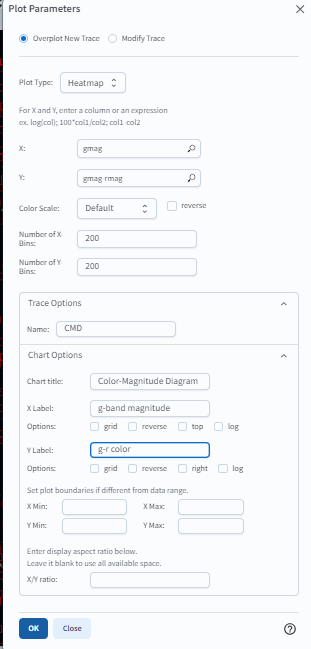 Plot Parameters
Overplot New Trace Modify Trace
Plot Type: Heatmap
For X and Y, enter a column or an expression
ex. log(col); 100*col1/col2; col1-col2
X: gmag
Y: gmag-rmag
Color Scale: Default reverse
Number of X-Bins: 200
Number of Y-Bins: 200
Trace Options
Name: CMD
Chart Options
Chart title: Color-Magnitude Diagram
X Label: g-band magnitude
Options: grid reverse top log
Y Label: g-r color
Options: grid reverse right log
Set plot boundaries if different from data range.
X Min: X Max:
Y Min: Y Max:
Enter display aspect ratio below.
Leave it blank to use all available space.
X/Y ratio:
OK Close